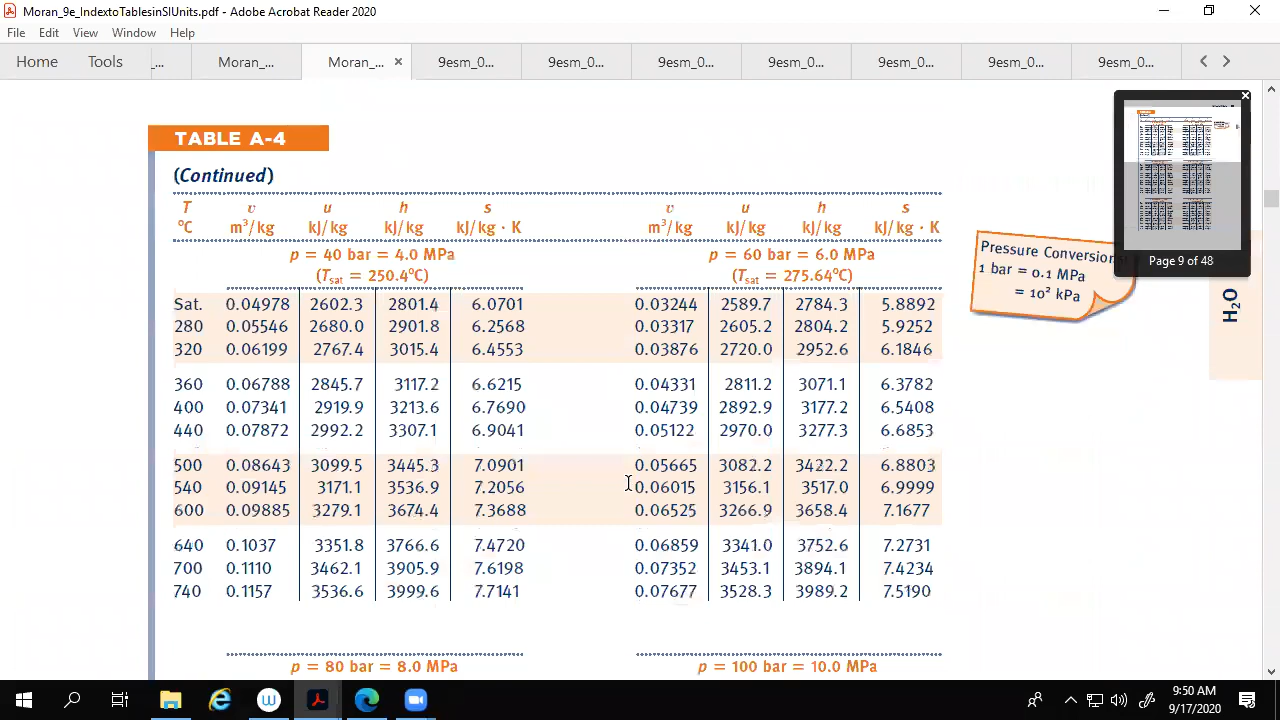 Moran_9e_IndextoTablesinSIUnits.pdf - Adobe Acrobat Reader 2020
File Edit View Window Help
Home Tools ..._ Moran_... Moran_... 9esm_0... 9esm_0... 9esm_0... 9esm_0... 9esm_0... 9esm_0... 9esm_0...
TABLE A-4
(Continued)
T v u h s v u h s
°C m³/kg kJ/kg kJ/kg kJ/kg · K m³/kg kJ/kg kJ/kg kJ/kg · K
p = 40 bar = 4.0 MPa p = 60 bar = 6.0 MPa
(Tsat = 250.4°C) (Tsat = 275.64°C)
Sat. 0.04978 2602.3 2801.4 6.0701 0.03244 2589.7 2784.3 5.8892
280 0.05546 2680.0 2901.8 6.2568 0.03317 2605.2 2804.2 5.9252
320 0.06199 2767.4 3015.4 6.4553 0.03876 2720.0 2952.6 6.1846
360 0.06788 2845.7 3117.2 6.6215 0.04331 2811.2 3071.1 6.3782
400 0.07341 2919.9 3213.6 6.7690 0.04739 2892.9 3177.2 6.5408
440 0.07872 2992.2 3307.1 6.9041 0.05122 2970.0 3277.3 6.6853
500 0.08643 3099.5 3445.3 7.0901 0.05665 3082.2 3422.2 6.8803
540 0.09145 3171.1 3536.9 7.2056 0.06015 3156.1 3517.0 6.9999
600 0.09885 3279.1 3674.4 7.3688 0.06525 3266.9 3658.4 7.1677
640 0.1037 3351.8 3766.6 7.4720 0.06859 3341.0 3752.6 7.2731
700 0.1110 3462.1 3905.9 7.6198 0.07352 3453.1 3894.1 7.4234
740 0.1157 3536.6 3999.6 7.7141 0.07677 3528.3 3989.2 7.5190
p = 80 bar = 8.0 MPa p = 100 bar = 10.0 MPa
Pressure Conversions
1 bar = 0.1 MPa
= 10² kPa
Page 9 of 48
H₂O
9:50 AM
9/17/2020